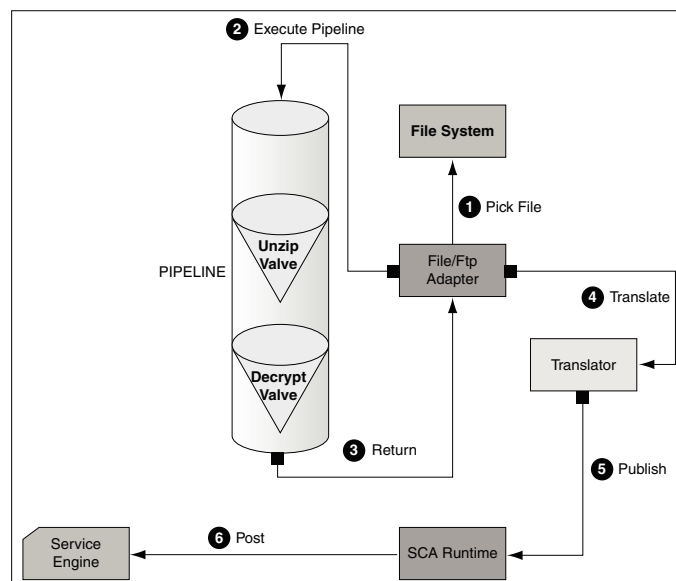 2 Execute Pipeline
File System
1 Pick File
Unzip
Valve
PIPELINE
File/Ftp
Adapter
4 Translate
Translator
Decrypt
Valve
3 Return
5 Publish
6 Post
Service
Engine
SCA Runtime